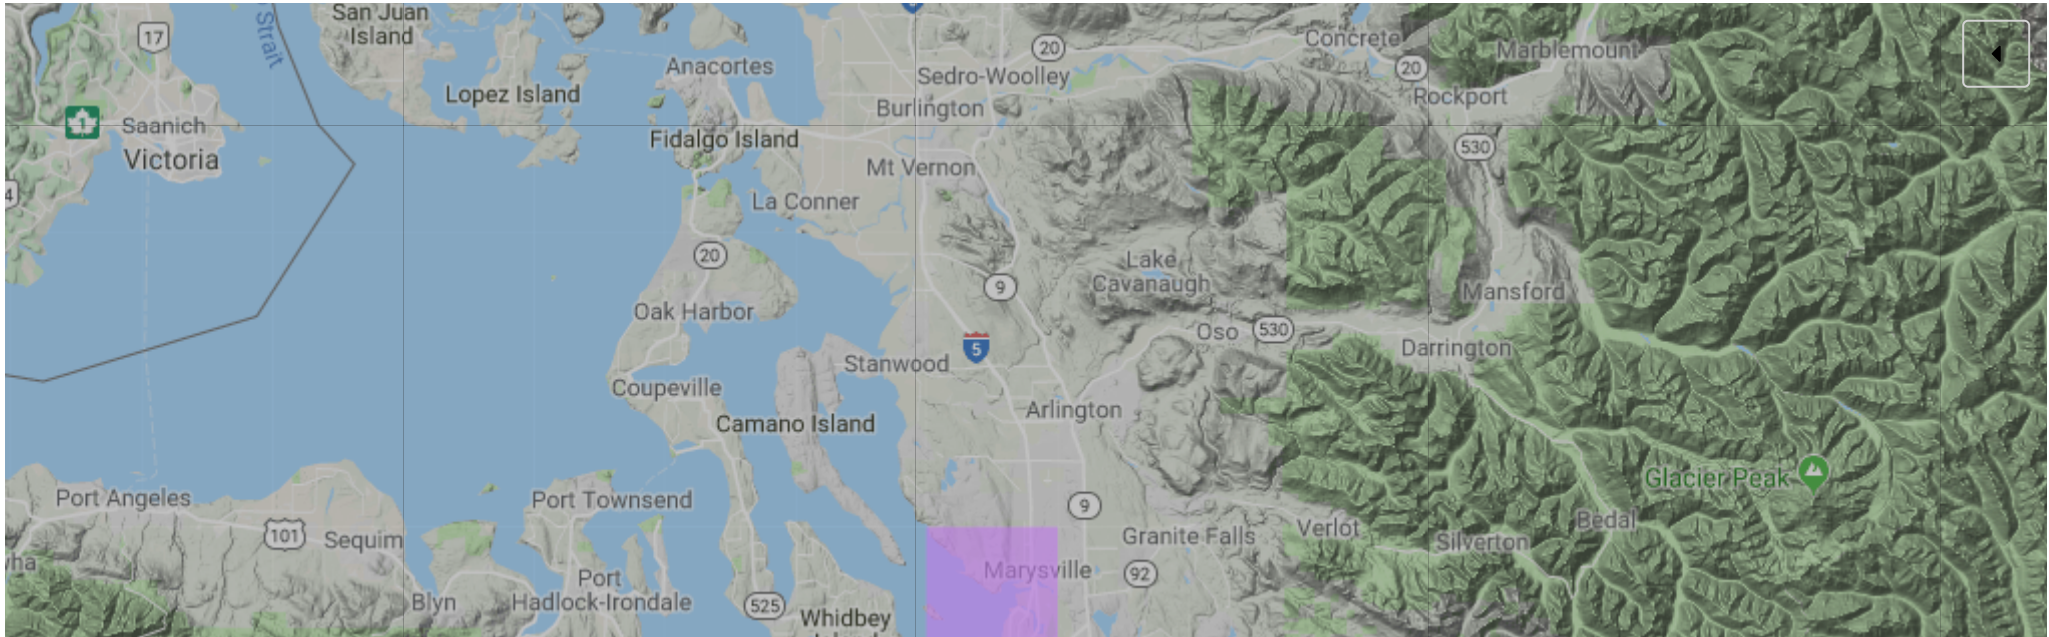 San Juan
Island
17
Strait
20
Concrete
Marblemount
Anacortes
Sedro-Woolley
20
Lopez Island
Burlington
Rockport
1
Saanich
Fidalgo Island
Victoria
530
Mt Vernon
4
La Conner
20
Lake
Cavanaugh
9
Mansford
Oak Harbor
Oso
530
5
Darrington
Stanwood
Coupeville
Arlington
Camano Island
Glacier Peak
Port Angeles
Port Townsend
9
Bedal
101
Sequim
Granite Falls
Verlot
Silverton
Marysville
92
Port
Hadlock-Irondale
Blyn
525
Whidbey